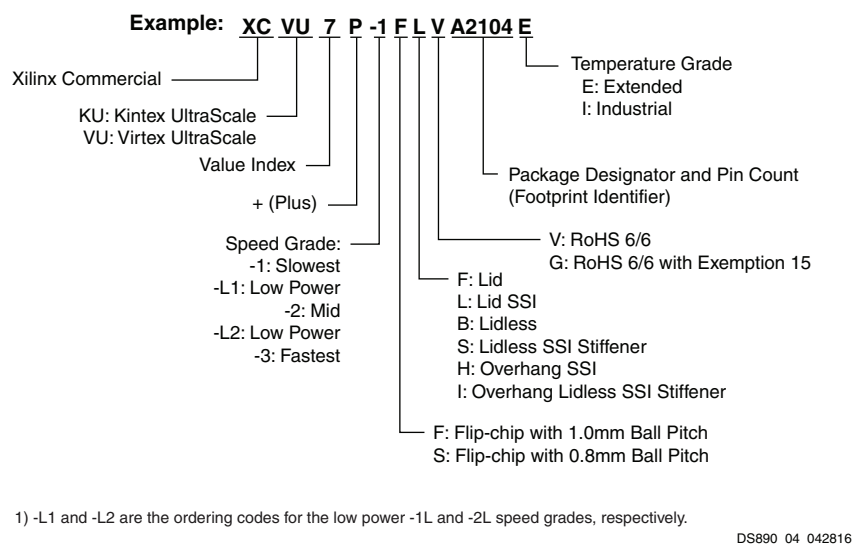 Example: XC VU 7 P -1 F L V A2104 E
Temperature Grade
E: Extended
I: Industrial
Xilinx Commercial
KU: Kintex UltraScale
VU: Virtex UltraScale
Value Index
Package Designator and Pin Count
(Footprint Identifier)
+ (Plus)
Speed Grade:
-1: Slowest
-L1: Low Power
-2: Mid
-L2: Low Power
-3: Fastest
V: RoHS 6/6
G: RoHS 6/6 with Exemption 15
F: Lid
L: Lid SSI
B: Lidless
S: Lidless SSI Stiffener
H: Overhang SSI
I: Overhang Lidless SSI Stiffener
F: Flip-chip with 1.0mm Ball Pitch
S: Flip-chip with 0.8mm Ball Pitch
1) -L1 and -L2 are the ordering codes for the low power -1L and -2L speed grades, respectively.
DS890_04_042816